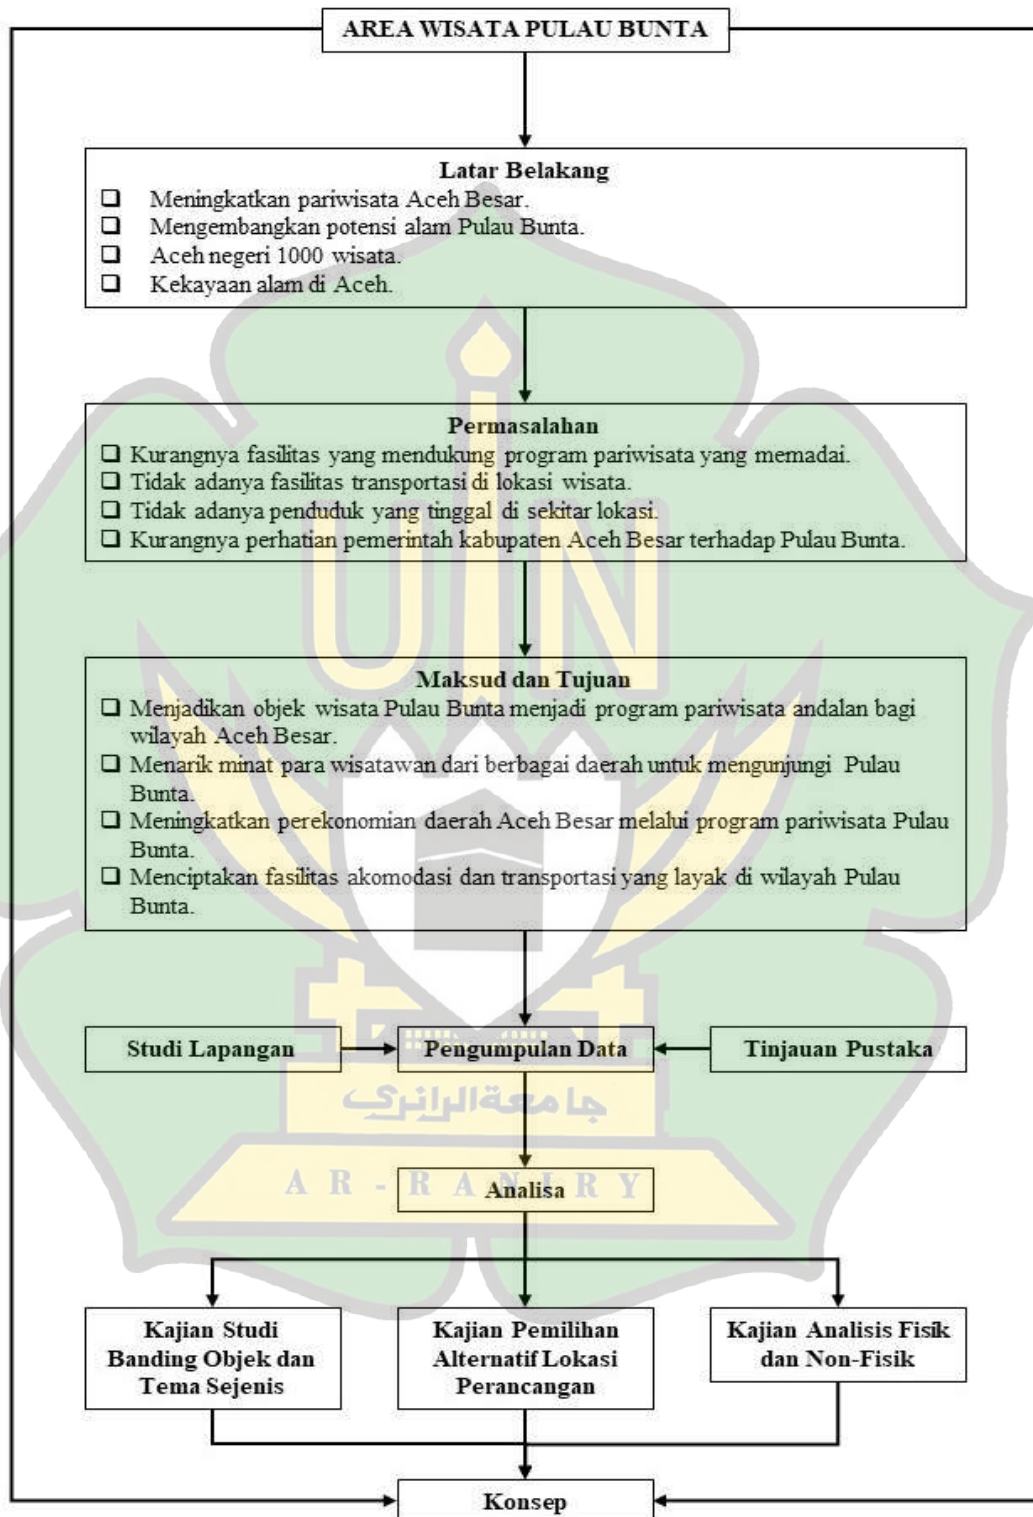 AREA WISATA PULAU BUNTA
Latar Belakang
❑ Meningkatkan pariwisata Aceh Besar.
❑ Mengembangkan potensi alam Pulau Bunta.
❑ Aceh negeri 1000 wisata.
❑ Kekayaan alam di Aceh.
Permasalahan
❑ Kurangnya fasilitas yang mendukung program pariwisata yang memadai.
❑ Tidak adanya fasilitas transportasi di lokasi wisata.
❑ Tidak adanya penduduk yang tinggal di sekitar lokasi.
❑ Kurangnya perhatian pemerintah kabupaten Aceh Besar terhadap Pulau Bunta.
UIN
Maksud dan Tujuan
❑ Menjadikan objek wisata Pulau Bunta menjadi program pariwisata andalan bagi
wilayah Aceh Besar.
❑ Menarik minat para wisatawan dari berbagai daerah untuk mengunjungi Pulau
Bunta.
❑ Meningkatkan perekonomian daerah Aceh Besar melalui program pariwisata Pulau
Bunta.
❑ Menciptakan fasilitas akomodasi dan transportasi yang layak di wilayah Pulau
Bunta.
Studi Lapangan
Pengumpulan Data
Tinjauan Pustaka
جامعة الرانري
AR-RANIRY
Analisa
Kajian Studi
Banding Objek dan
Tema Sejenis
Kajian Pemilihan
Alternatif Lokasi
Perancangan
Kajian Analisis Fisik
dan Non-Fisik
Konsep